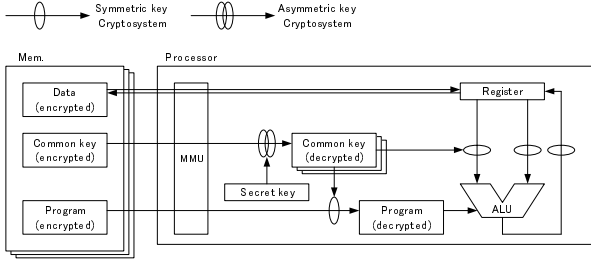 Symmetric key
Cryptosystem
Asymmetric key
Cryptosystem
Mem.
Processor
Data
(encrypted)
Register
Common key
(encrypted)
MMU
Common key
(decrypted)
Secret key
Program
(encrypted)
Program
(decrypted)
ALU